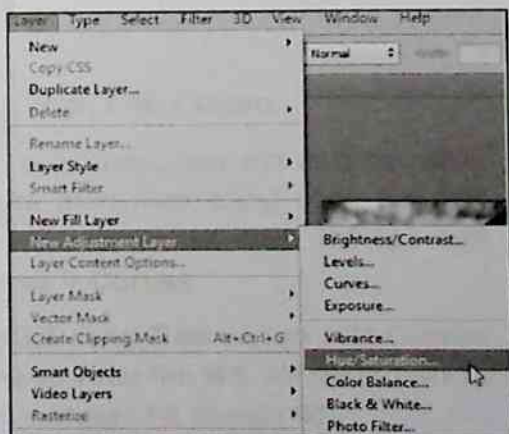 Layer Type Select Filter 3D View Window Help
Normal
New
Copy CSS
Duplicate Layer...
Delete
Rename Layer...
Layer Style
Smart Filter
New Fill Layer
New Adjustment Layer
Layer Content Options...
Layer Mask
Vector Mask
Create Clipping Mask Alt+Ctrl+G
Smart Objects
Video Layers
Rasterize
Brightness/Contrast...
Levels...
Curves...
Exposure...
Vibrance...
Hue/Saturation...
Color Balance...
Black & White...
Photo Filter...